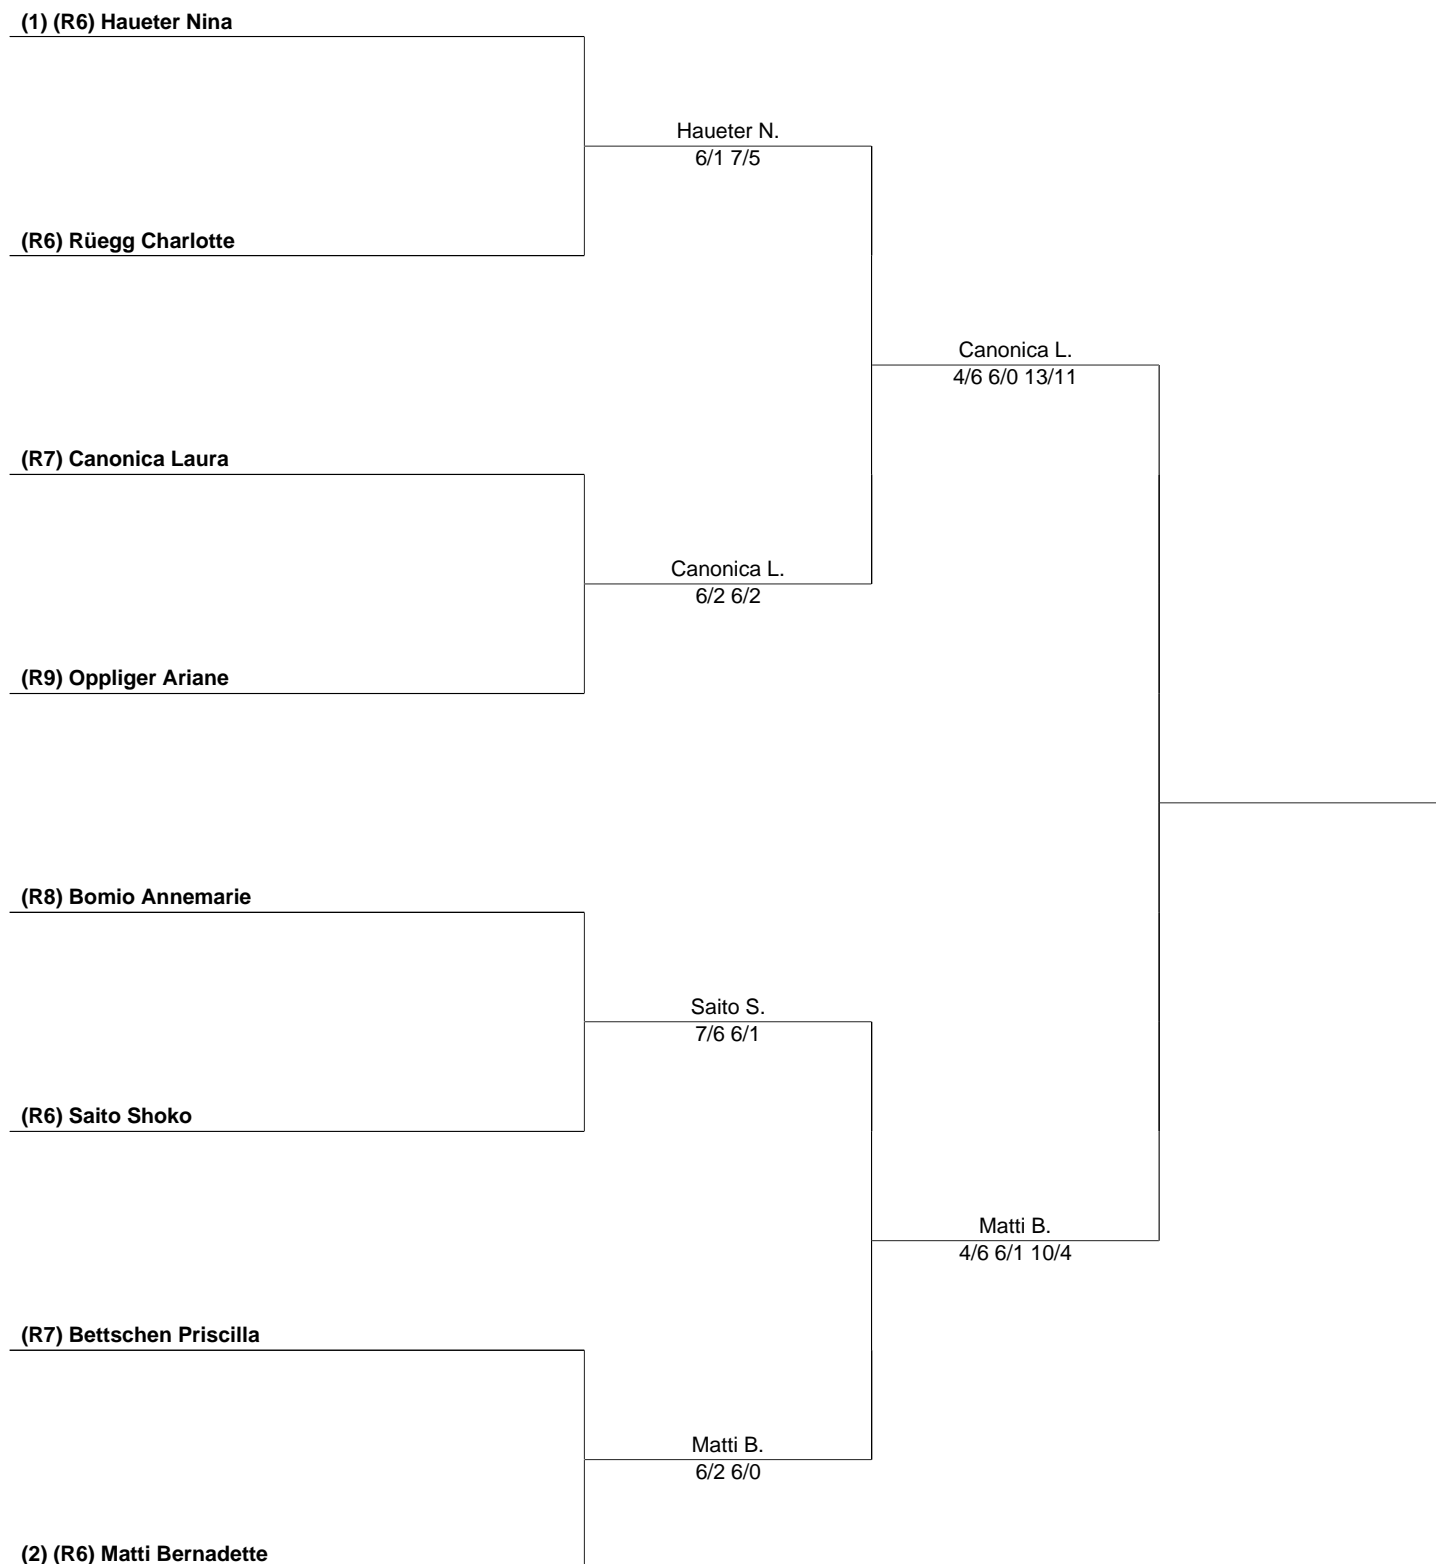 (1) (R6) Haueter Nina
Haueter N.
6/1 7/5
(R6) Rüegg Charlotte
Canonica L.
4/6 6/0 13/11
(R7) Canonica Laura
Canonica L.
6/2 6/2
(R9) Oppliger Ariane
(R8) Bomio Annemarie
Saito S.
7/6 6/1
(R6) Saito Shoko
Matti B.
4/6 6/1 10/4
(R7) Bettschen Priscilla
Matti B.
6/2 6/0
(2) (R6) Matti Bernadette